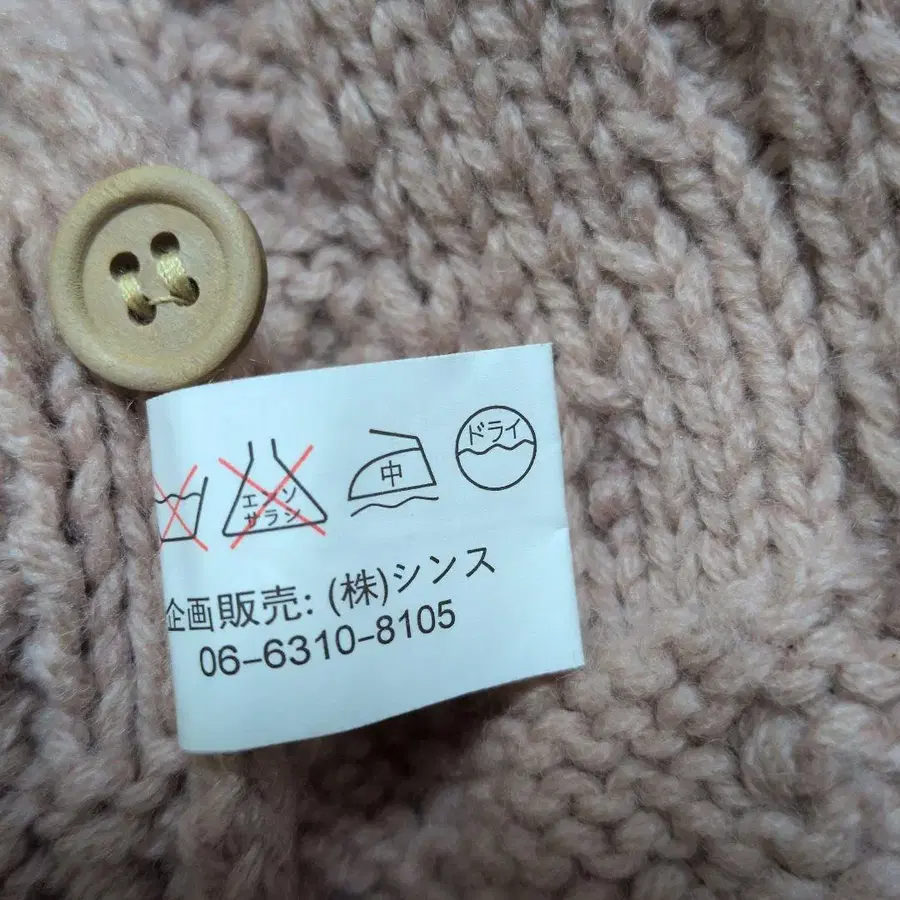 エンソ
サラシ
中
ドライ
企画販売: (株)シンス
06-6310-8105